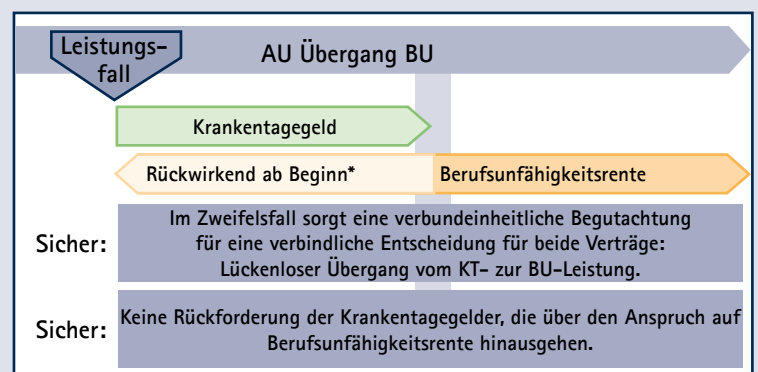 Leistungs-
fall
AU Übergang BU
Krankentagegeld
Rückwirkend ab Beginn*
Berufsunfähigkeitsrente
Sicher:
Im Zweifelsfall sorgt eine verbundeinheitliche Begutachtung
für eine verbindliche Entscheidung für beide Verträge:
Lückenloser Übergang vom KT- zur BU-Leistung.
Sicher:
Keine Rückforderung der Krankentagegelder, die über den Anspruch auf
Berufsunfähigkeitsrente hinausgehen.